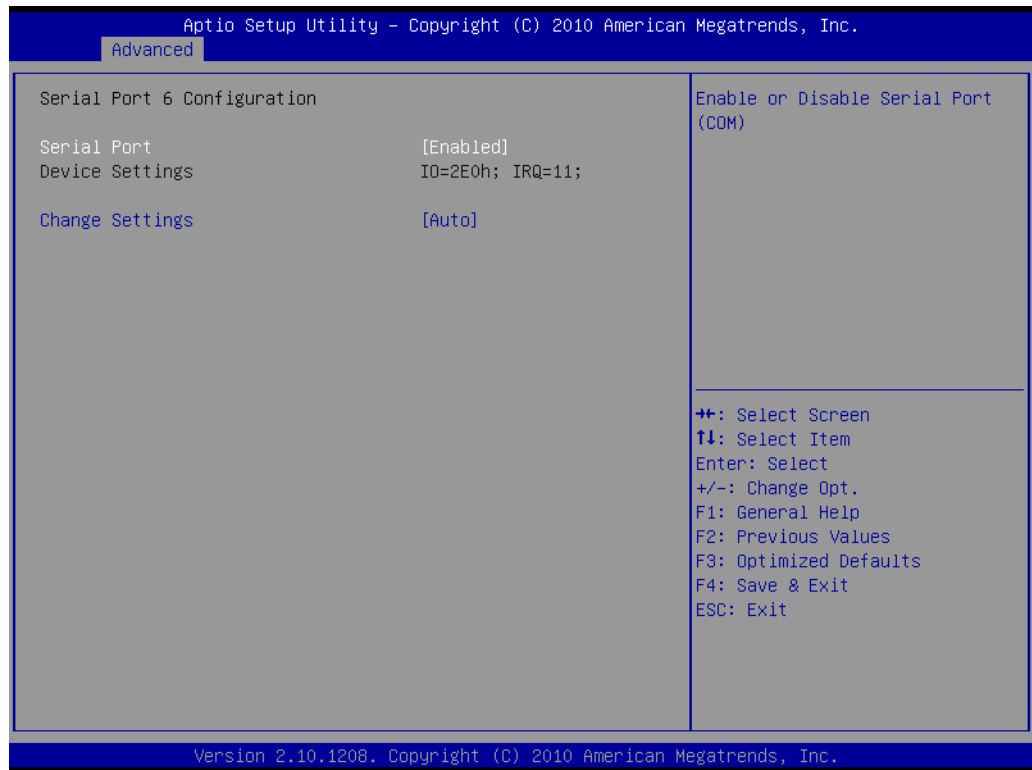 Aptio Setup Utility – Copyright (C) 2010 American Megatrends, Inc.
Advanced
Serial Port 6 Configuration
Serial Port [Enabled]
Device Settings IO=2E0h; IRQ=11;
Change Settings [Auto]
Enable or Disable Serial Port
(COM)
→←: Select Screen
↑↓: Select Item
Enter: Select
+/-: Change Opt.
F1: General Help
F2: Previous Values
F3: Optimized Defaults
F4: Save & Exit
ESC: Exit
Version 2.10.1208. Copyright (C) 2010 American Megatrends, Inc.